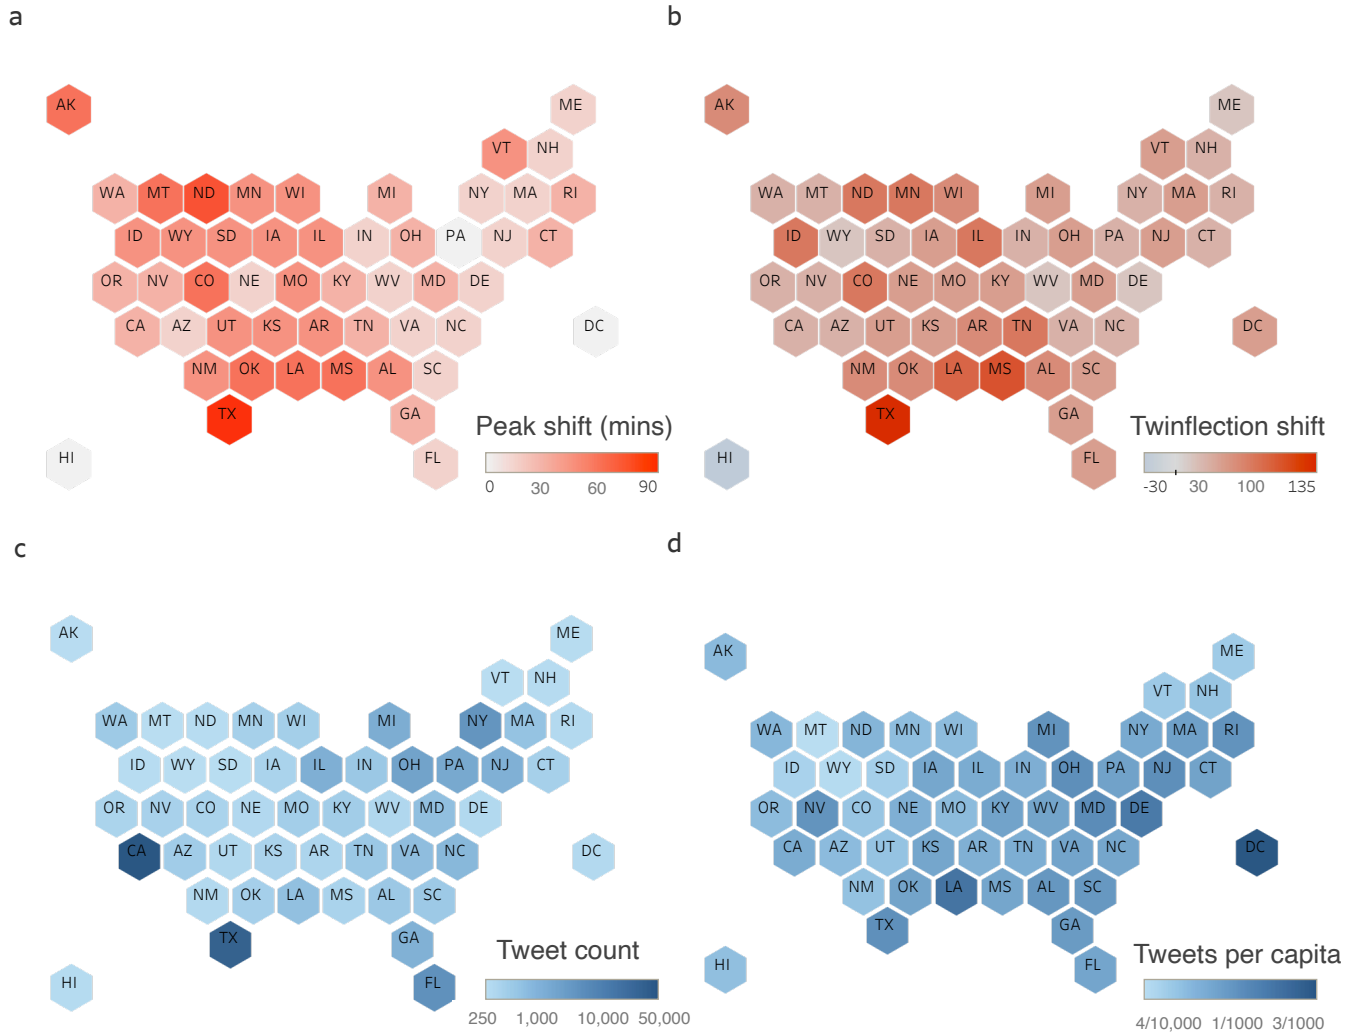 a
b
AK
ME
VT NH
WA MT ND MN WI MI NY MA RI
ID WY SD IA IL IN OH PA NJ CT
OR NV CO NE MO KY WV MD DE
CA AZ UT KS AR TN VA NC
DC
NM OK LA MS AL SC
TX GA
HI
FL
Peak shift (mins)
0 30 60 90
AK
ME
VT NH
WA MT ND MN WI MI NY MA RI
ID WY SD IA IL IN OH PA NJ CT
OR NV CO NE MO KY WV MD DE
CA AZ UT KS AR TN VA NC
DC
NM OK LA MS AL SC
TX GA
HI
FL
Twinflection shift
-30 30 100 135
c
d
AK
ME
VT NH
WA MT ND MN WI MI NY MA RI
ID WY SD IA IL IN OH PA NJ CT
OR NV CO NE MO KY WV MD DE
CA AZ UT KS AR TN VA NC
DC
NM OK LA MS AL SC
TX GA
HI
FL
Tweet count
250 1,000 10,000 50,000
AK
ME
VT NH
WA MT ND MN WI MI NY MA RI
ID WY SD IA IL IN OH PA NJ CT
OR NV CO NE MO KY WV MD DE
CA AZ UT KS AR TN VA NC
DC
NM OK LA MS AL SC
TX GA
HI
FL
Tweets per capita
4/10,000 1/1000 3/1000